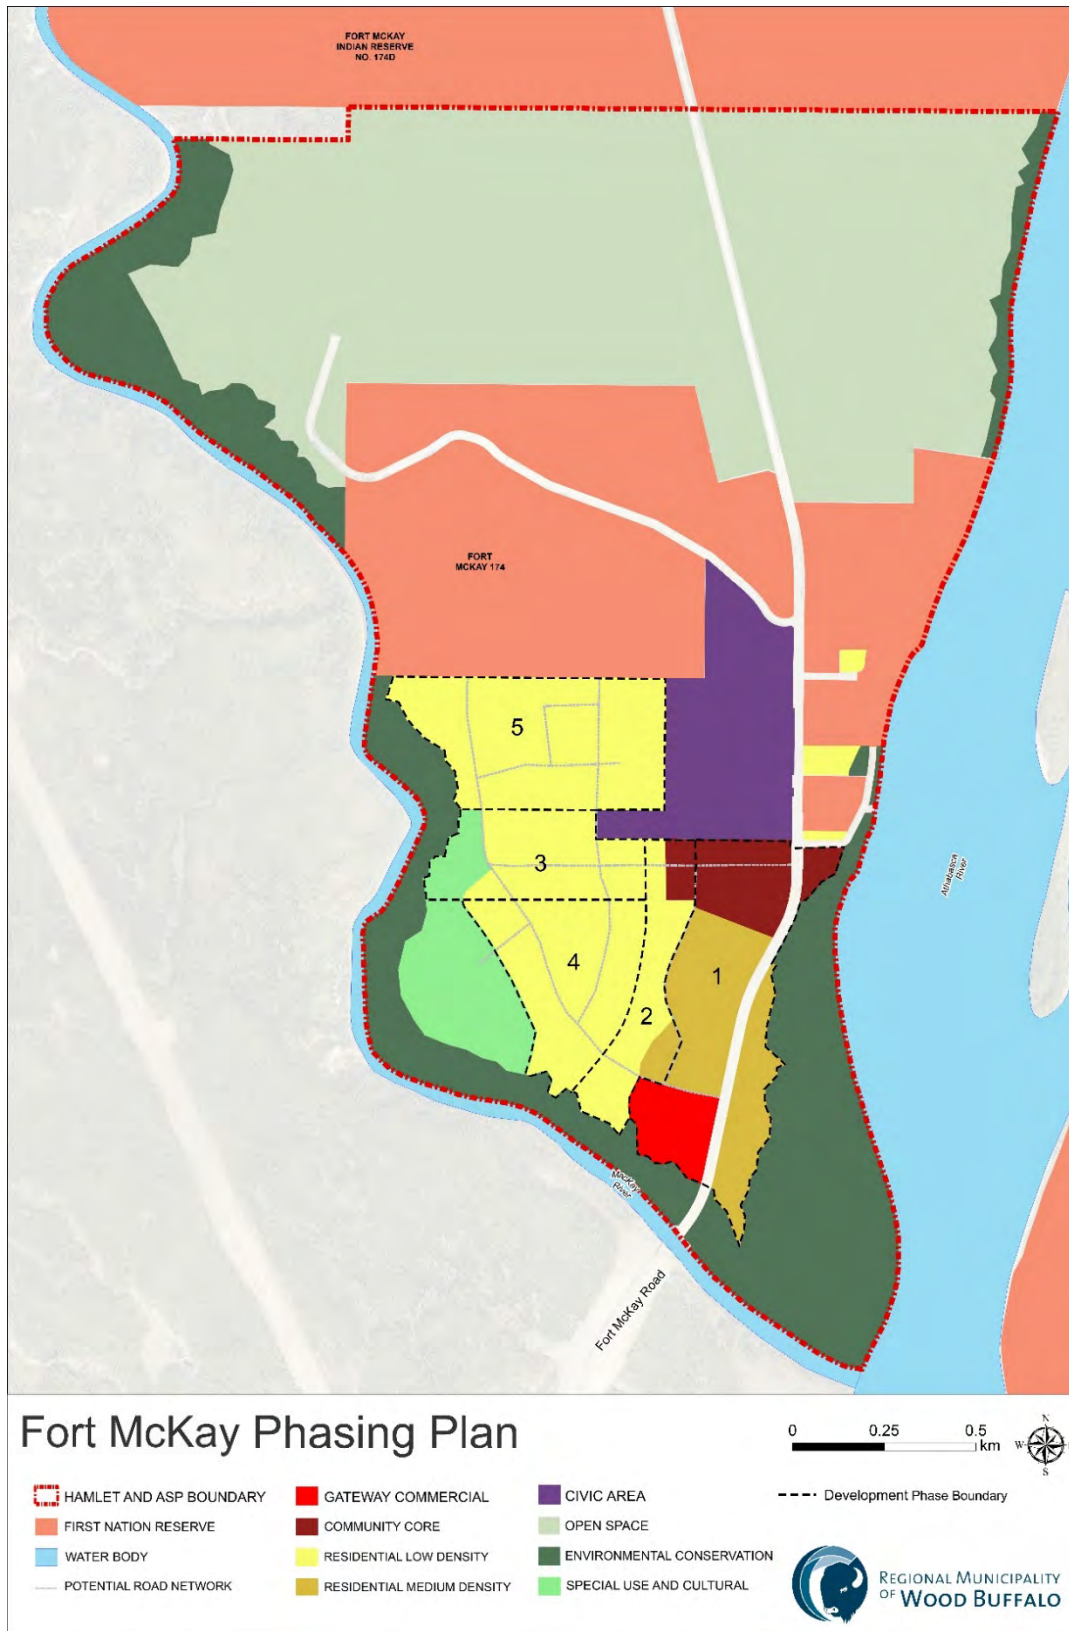 FORT MCKAY
INDIAN RESERVE
NO. 174D
FORT
MCKAY 174
5
3
4
2
1
Athabasca
River
MacKay
River
Fort McKay Road
Fort McKay Phasing Plan
0 0.25 0.5
km
N
W
S
HAMLET AND ASP BOUNDARY
FIRST NATION RESERVE
WATER BODY
POTENTIAL ROAD NETWORK
GATEWAY COMMERCIAL
COMMUNITY CORE
RESIDENTIAL LOW DENSITY
RESIDENTIAL MEDIUM DENSITY
CIVIC AREA
OPEN SPACE
ENVIRONMENTAL CONSERVATION
SPECIAL USE AND CULTURAL
Development Phase Boundary
REGIONAL MUNICIPALITY
OF WOOD BUFFALO